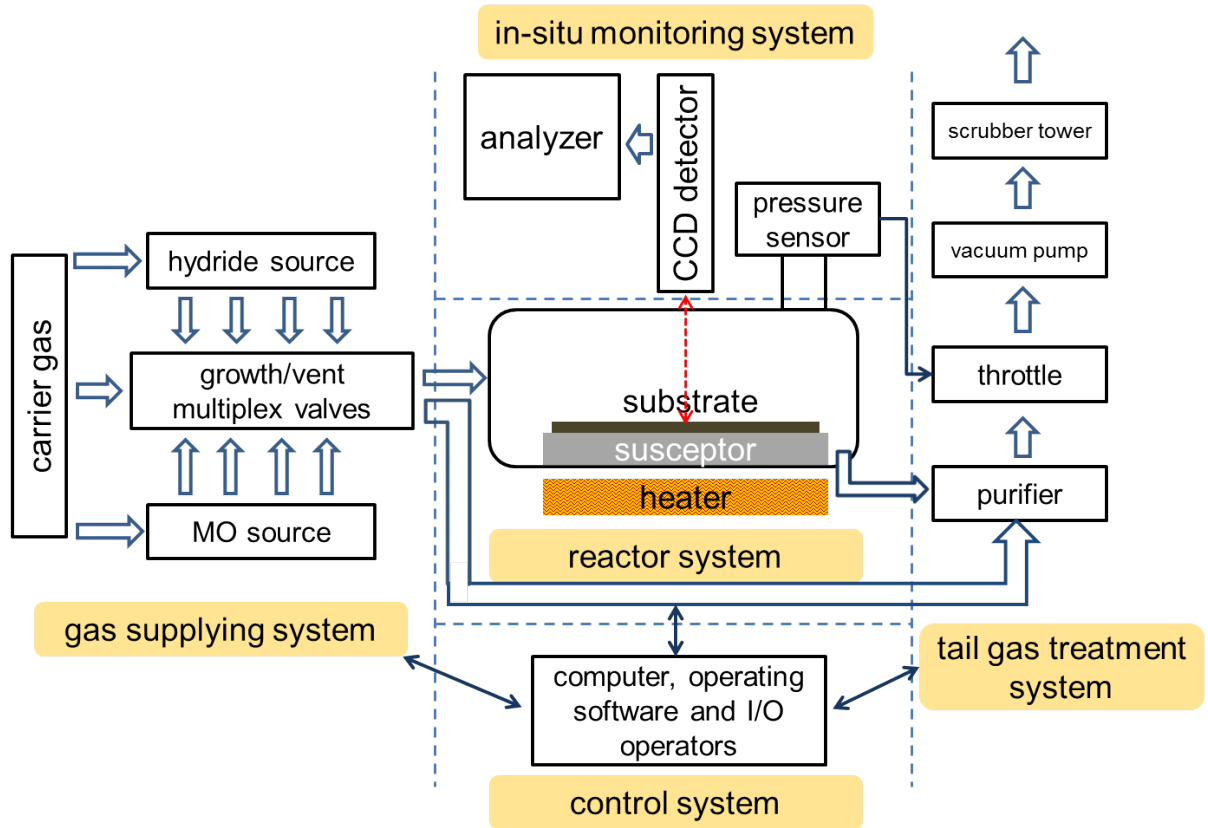 in-situ monitoring system
analyzer
CCD detector
pressure
sensor
scrubber tower
vacuum pump
throttle
purifier
carrier gas
hydride source
growth/vent
multiplex valves
MO source
substrate
susceptor
heater
reactor system
gas supplying system
tail gas treatment
system
computer, operating
software and I/O
operators
control system